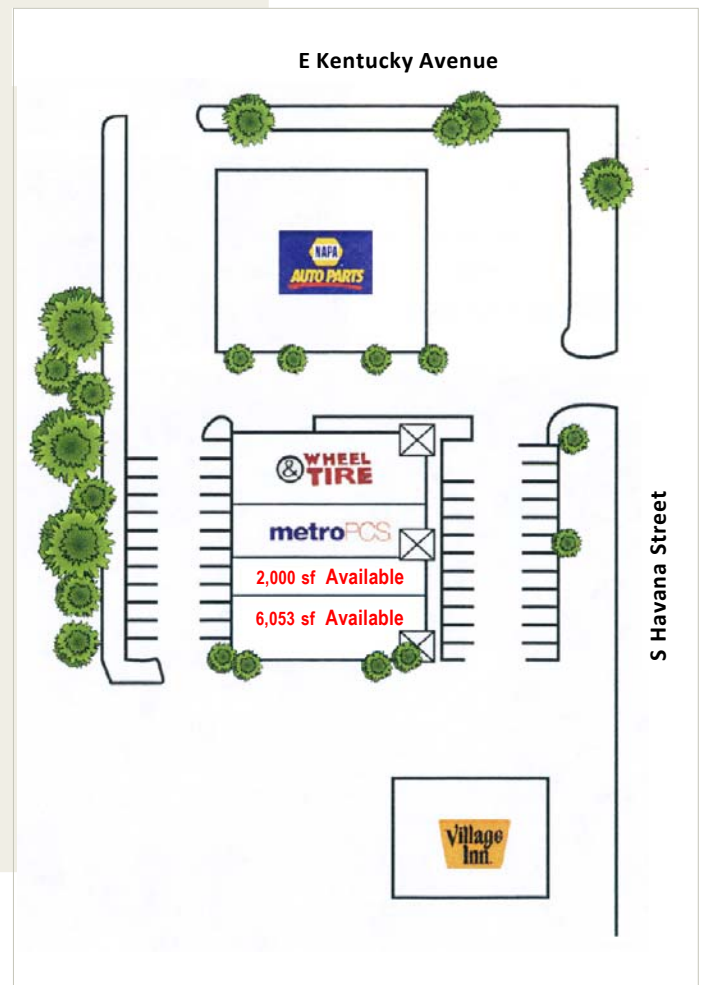 E Kentucky Avenue
NAPA
AUTO PARTS
& WHEEL
TIRE
metroPCS
2,000 sf Available
6,053 sf Available
S Havana Street
Village
Inn